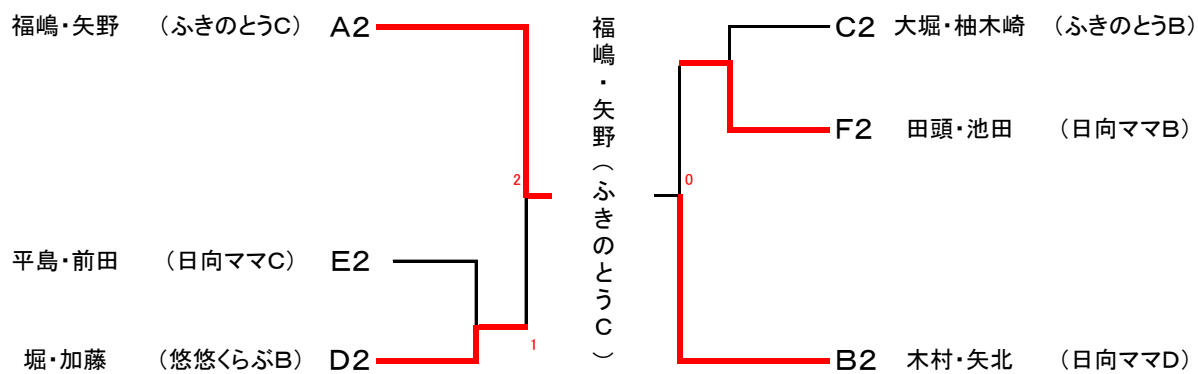 福嶋・矢野 (ふきのとうC) A2
2
平島・前田 (日向ママC) E2
1
堀・加藤 (悠悠くらぶB) D2
福嶋・矢野(ふきのとうC)
C2 大堀・柚木崎 (ふきのとうB)
F2 田頭・池田 (日向ママB)
0
B2 木村・矢北 (日向ママD)